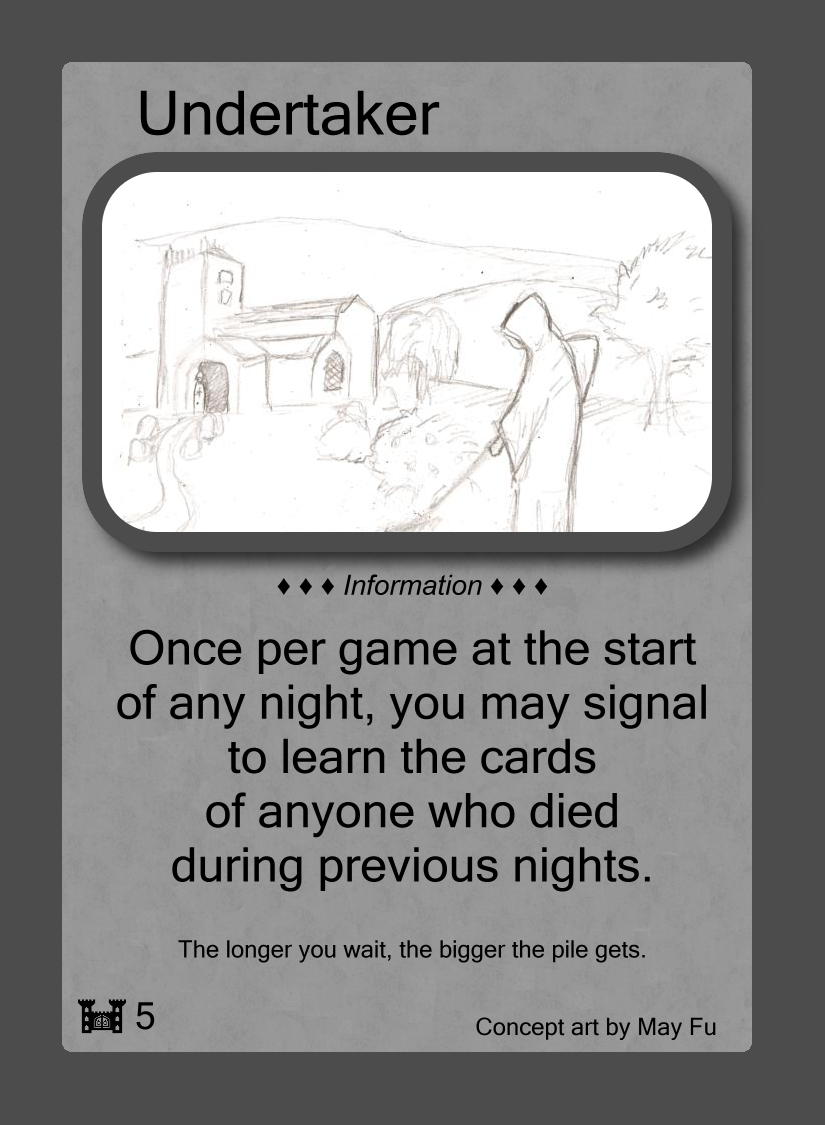 Undertaker
♦ ♦ ♦ Information ♦ ♦ ♦
Once per game at the start
of any night, you may signal
to learn the cards
of anyone who died
during previous nights.
The longer you wait, the bigger the pile gets.
5
Concept art by May Fu